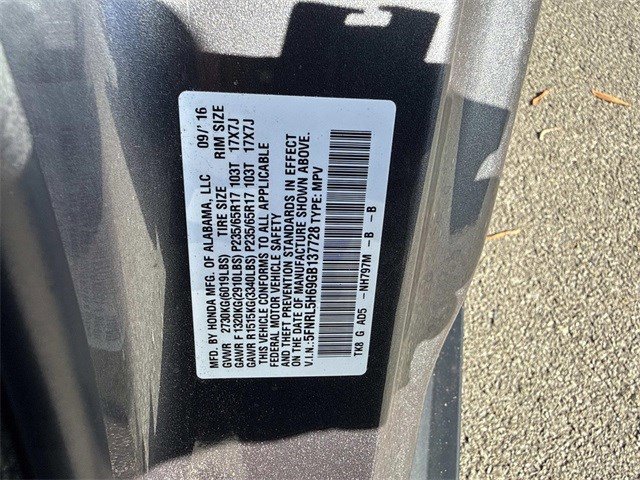 MFD. BY HONDA MFG. OF ALABAMA, LLC 09/' 16
TIRE SIZE RIM SIZE
GVWR 2730KG(6019LBS)
GAWR F 1320KG(2910LBS) P235/65R17 103T 17X7J
GAWR R 1515KG(3340LBS) P235/65R17 103T 17X7J
THIS VEHICLE CONFORMS TO ALL APPLICABLE
FEDERAL MOTOR VEHICLE SAFETY
AND THEFT PREVENTION STANDARDS IN EFFECT
ON THE DATE OF MANUFACTURE SHOWN ABOVE.
V.I.N.:5FNRL5H69GB137728 TYPE: MPV
TK8 G A05 -NH797M -B -B